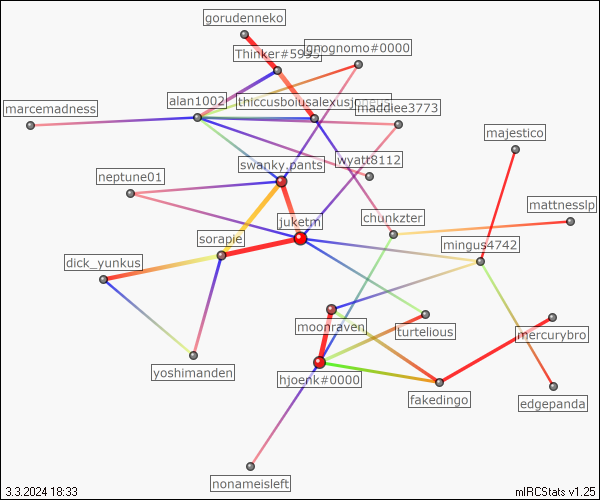 gorudenneko
Thinker#5995
gnognomo#0000
marcemadness
alan1002
maddiee3773
majestico
wyatt8112
swanky.pants
neptune01
mattnesslp
chunkzter
juketm
sorapie
mingus4742
dick_yunkus
moonraven
turtelious
mercurybro
yoshimanden
hjoenk#0000
fakedingo
edgepanda
nonameisleft
3.3.2024 18:33
mIRCStats v1.25